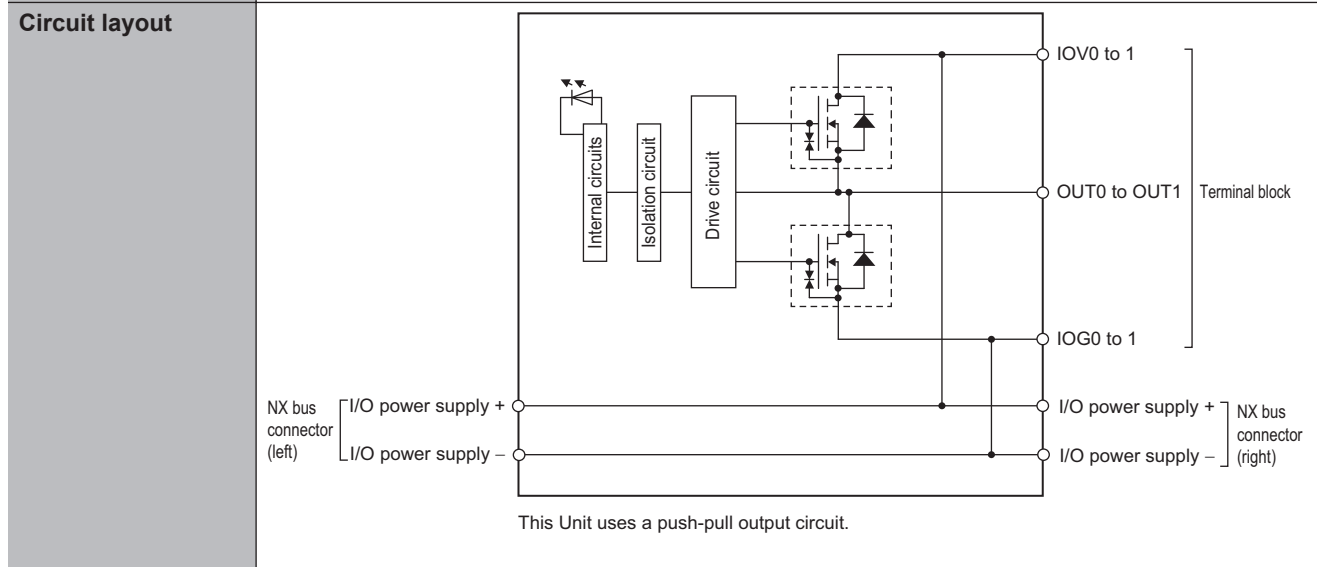 Circuit layout
IOV0 to 1
Internal circuits
Isolation circuit
Drive circuit
OUT0 to OUT1
Terminal block
IOG0 to 1
NX bus
connector
(left)
I/O power supply +
I/O power supply –
I/O power supply +
I/O power supply –
NX bus
connector
(right)
This Unit uses a push-pull output circuit.